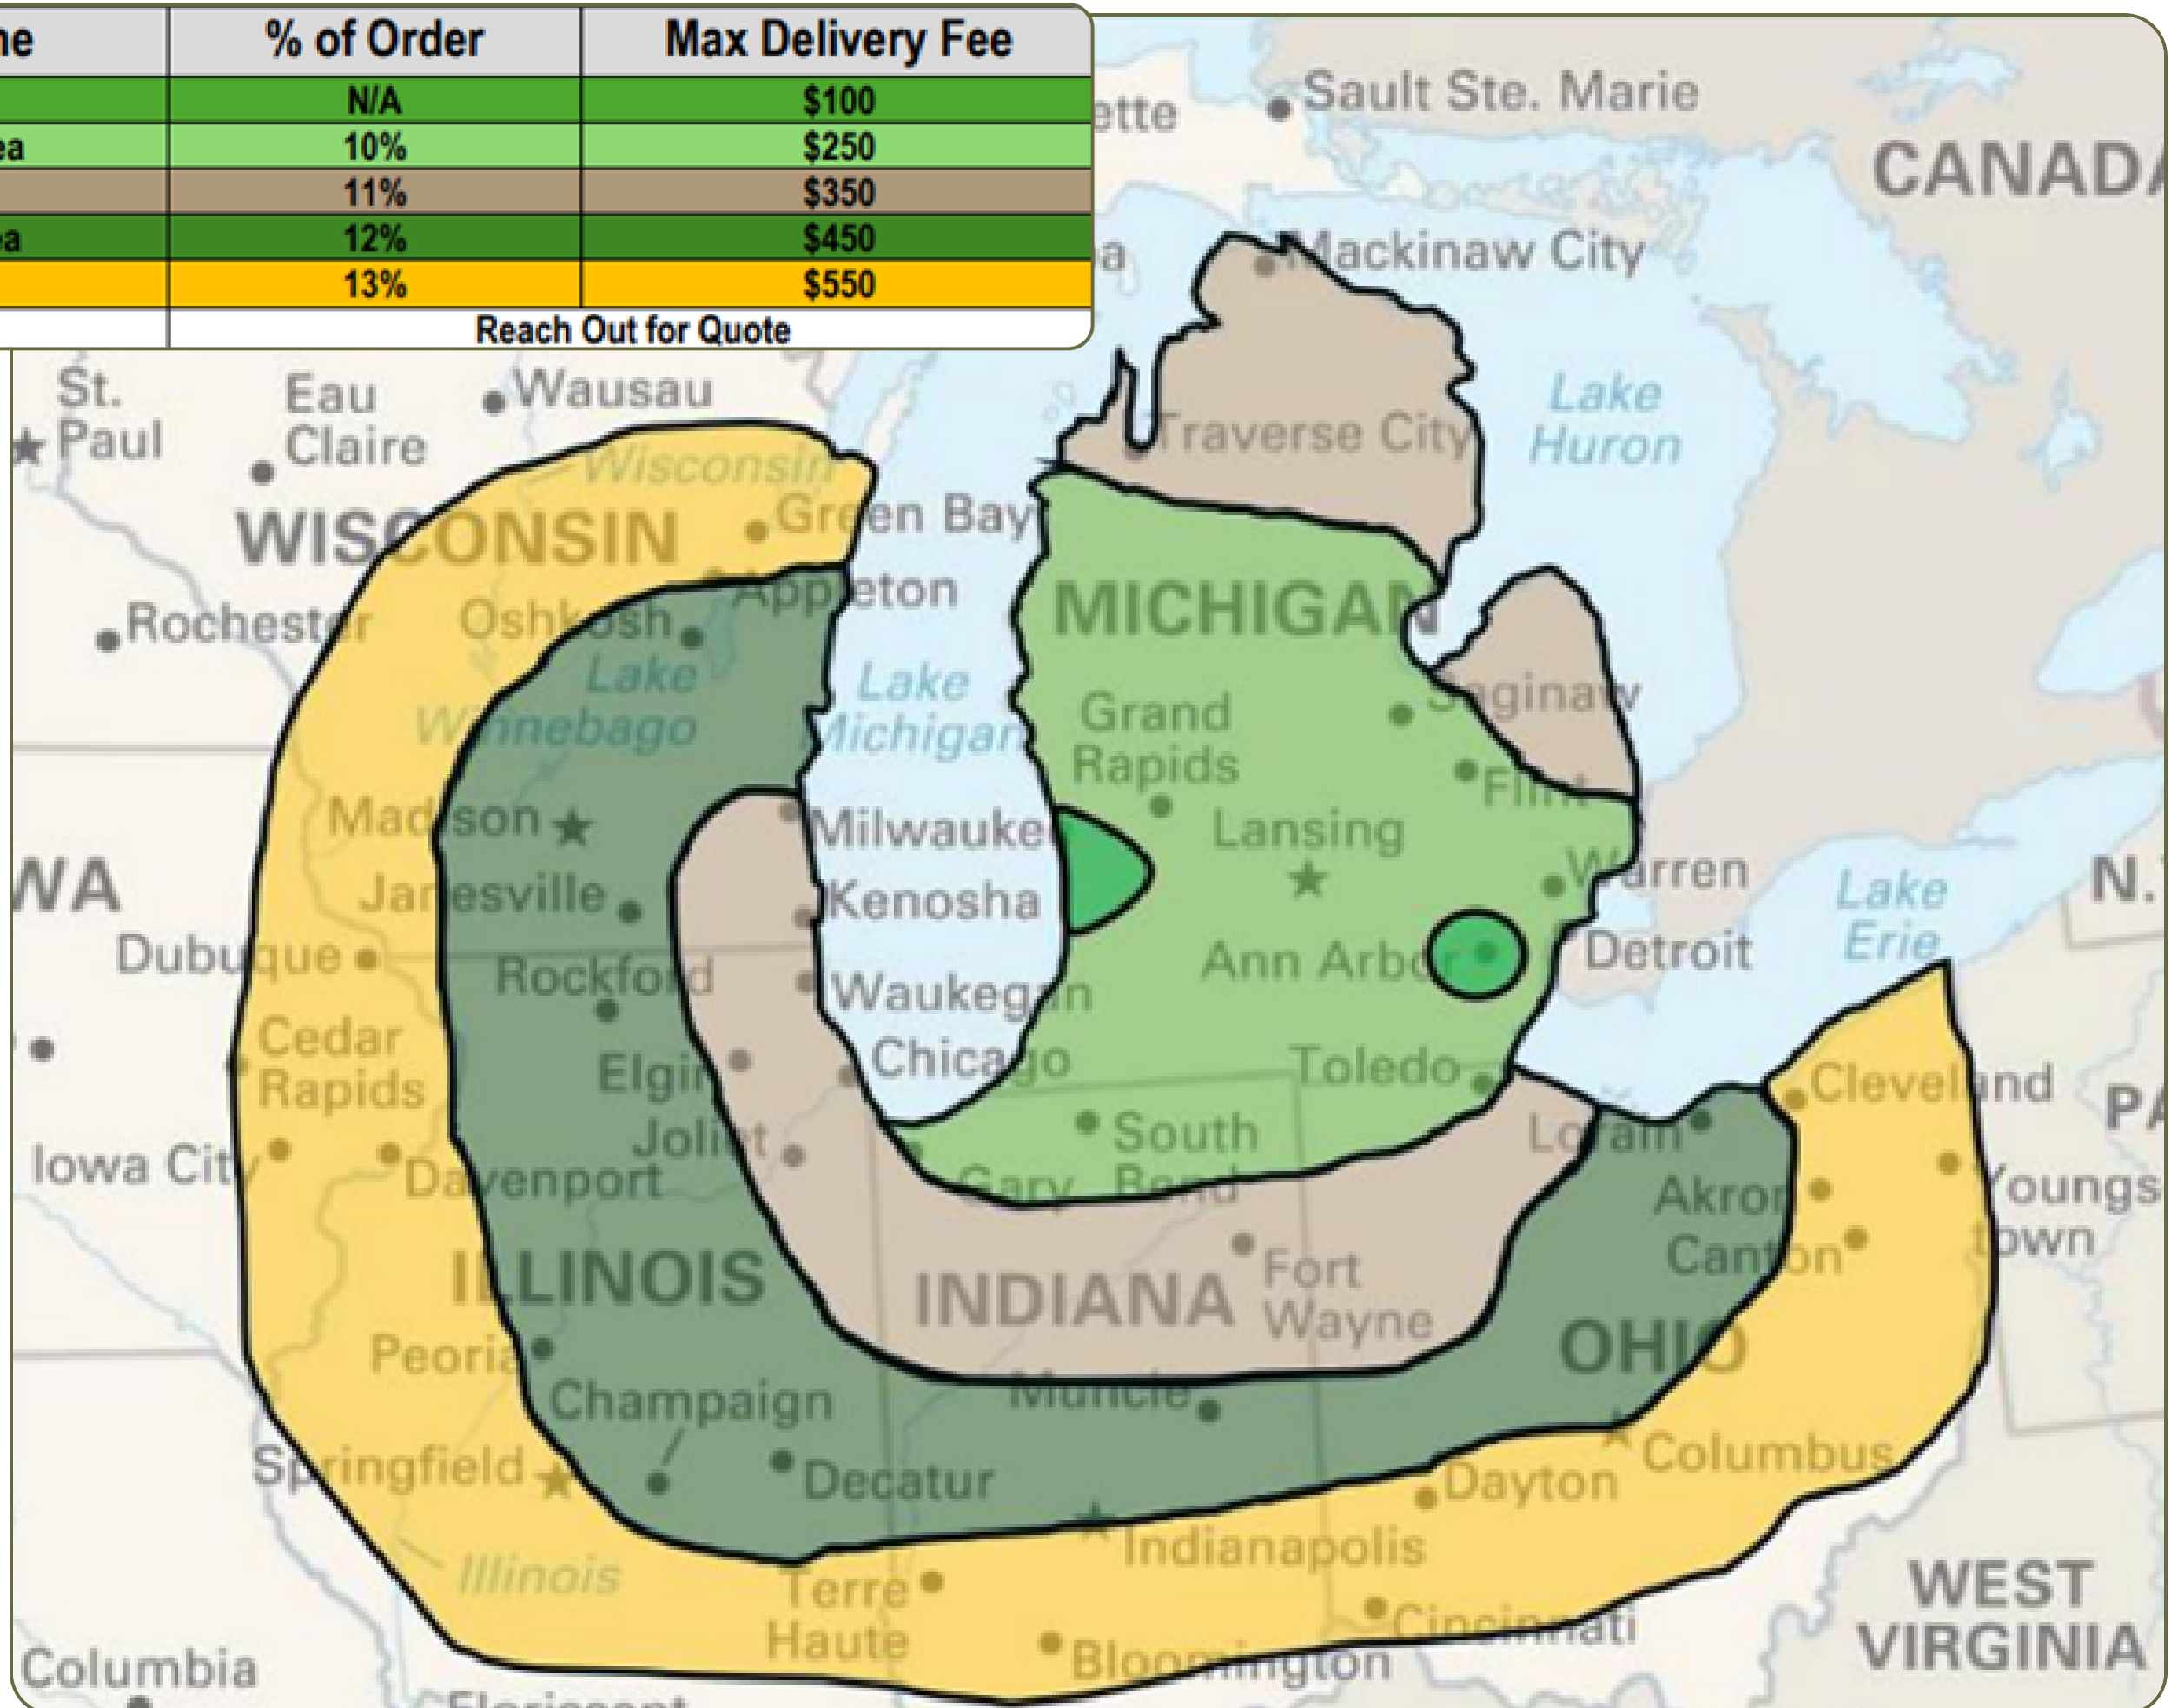 % of Order Max Delivery Fee
N/A $100
10% $250
11% $350
12% $450
13% $550
Reach Out for Quote
Sault Ste. Marie
CANADA
Mackinaw City
St.
Paul
Eau
Claire
Wausau
Traverse City
Lake
Huron
Wisconsin
WISCONSIN
Green Bay
Appleton
MICHIGAN
Rochester
Oshkosh
Lake
Winnebago
Lake
Michigan
Saginaw
Grand
Rapids
Flint
Madison
Milwauke
Lansing
Warren
Janesville
Kenosha
Lake
Erie
N.
WA
Dubuque
Rockford
Waukegan
Ann Arbor
Detroit
Cedar
Rapids
Elgin
Chicago
Toledo
Cleveland
PA
Iowa City
Davenport
Joliet
Gary
South
Bend
Lorain
Akron
Canton
Youngs
town
ILLINOIS
INDIANA
Fort
Wayne
OHIO
Peoria
Champaign
Muncie
Springfield
Decatur
Dayton
Columbus
Indianapolis
Illinois
Terre
Haute
Cincinnati
Bloomington
WEST
VIRGINIA
Columbia